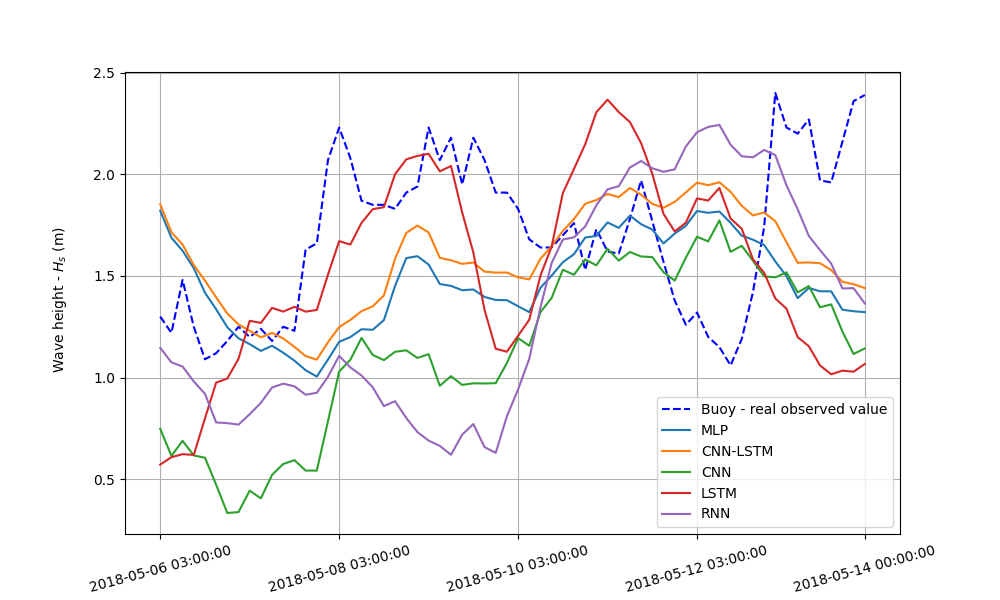 2.5
2.0
1.5
1.0
0.5
Wave height - Hs (m)
Buoy - real observed value
MLP
CNN-LSTM
CNN
LSTM
RNN
2018-05-06 03:00:00
2018-05-08 03:00:00
2018-05-10 03:00:00
2018-05-12 03:00:00
2018-05-14 00:00:00